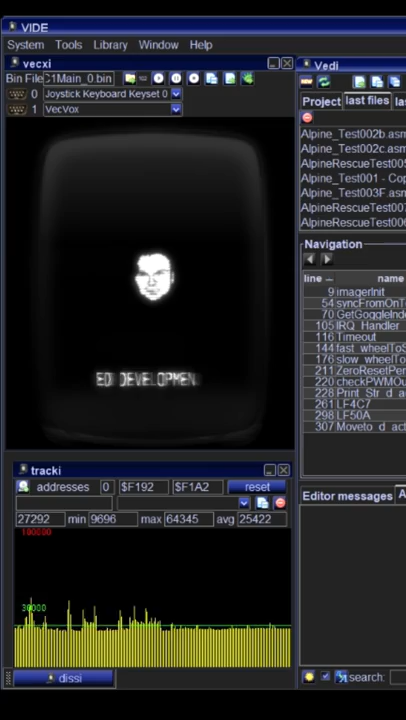 VIDE
System Tools Library Window Help
vecxi
Bin File C1Main_0.bin
0 Joystick Keyboard Keyset 0
1 VecVox
ED DEVELOPMEN
tracki
addresses 0 $F192 $F1A2 reset
27292 min 9696 max 64345 avg 25422
100000
30000
dissi
Vedi
Project last files la
Alpine_Test002b.asm
Alpine_Test002c.asm
AlpineRescueTest005
Alpine_Test001 - Cop
Alpine_Test003F.asm
AlpineRescueTest007
AlpineRescueTest006
Navigation
line name
9 imagerInit
54 syncFromOnT
70 GetGoggleInde
105 IRQ_Handler
116 Timeout
144 fast_wheelToS
176 slow_wheelTo
211 ZeroResetPer
220 checkPWMOu
228 Print_Str_d_a
261 LF4C7
298 LF50A
307 Moveto_d_act
Editor messages A
search: